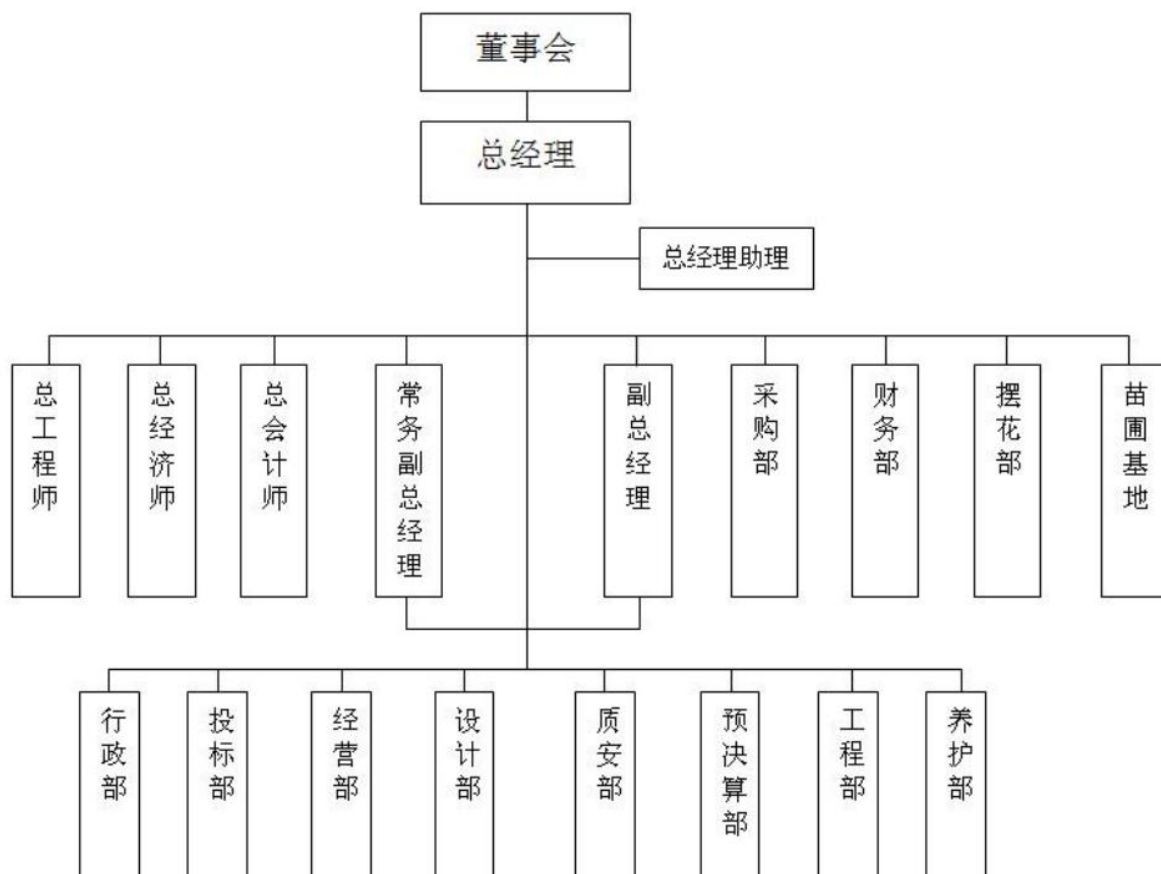 董事会
总经理
总经理助理
总工程师
总经济师
总会计师
常务副总经理
副总经理
采购部
财务部
摆花部
苗圃基地
行政部
投标部
经营部
设计部
质安部
预决算部
工程部
养护部